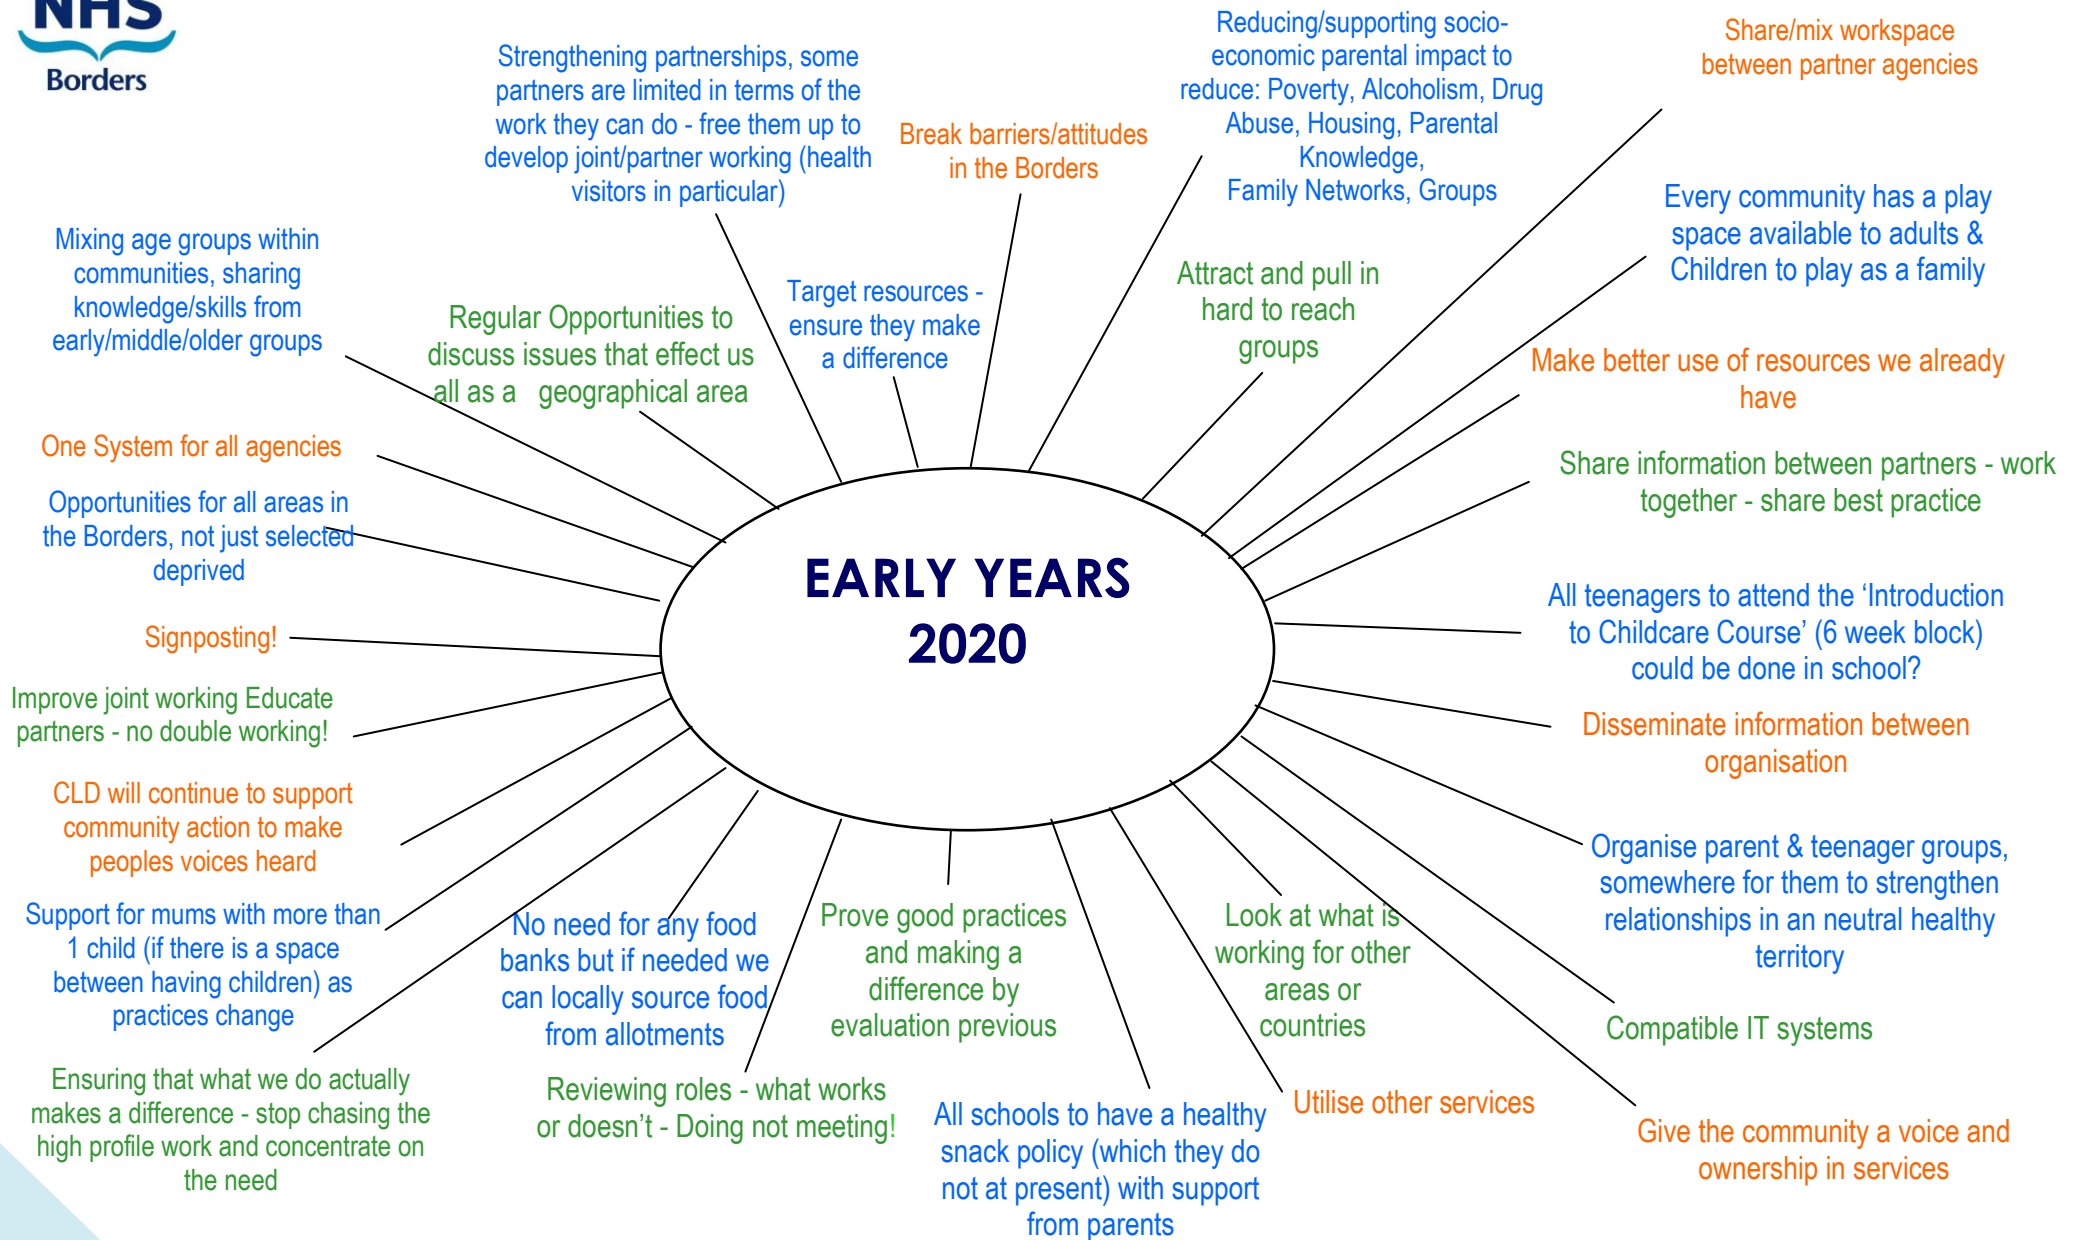 NHS
Borders
Strengthening partnerships, some
partners are limited in terms of the
work they can do - free them up to
develop joint/partner working (health
visitors in particular)
Break barriers/attitudes
in the Borders
Reducing/supporting socio-
economic parental impact to
reduce: Poverty, Alcoholism, Drug
Abuse, Housing, Parental
Knowledge,
Family Networks, Groups
Share/mix workspace
between partner agencies
Mixing age groups within
communities, sharing
knowledge/skills from
early/middle/older groups
Regular Opportunities to
discuss issues that effect us
all as a geographical area
Target resources -
ensure they make
a difference
Attract and pull in
hard to reach
groups
Every community has a play
space available to adults &
Children to play as a family
Make better use of resources we already
have
One System for all agencies
Share information between partners - work
together - share best practice
Opportunities for all areas in
the Borders, not just selected
deprived
EARLY YEARS
2020
All teenagers to attend the ‘Introduction
to Childcare Course’ (6 week block)
could be done in school?
Signposting!
Improve joint working Educate
partners - no double working!
Disseminate information between
organisation
CLD will continue to support
community action to make
peoples voices heard
Organise parent & teenager groups,
somewhere for them to strengthen
relationships in an neutral healthy
territory
Support for mums with more than
1 child (if there is a space
between having children) as
practices change
No need for any food
banks but if needed we
can locally source food
from allotments
Prove good practices
and making a
difference by
evaluation previous
Look at what is
working for other
areas or
countries
Compatible IT systems
Ensuring that what we do actually
makes a difference - stop chasing the
high profile work and concentrate on
the need
Reviewing roles - what works
or doesn’t - Doing not meeting!
All schools to have a healthy
snack policy (which they do
not at present) with support
from parents
Utilise other services
Give the community a voice and
ownership in services